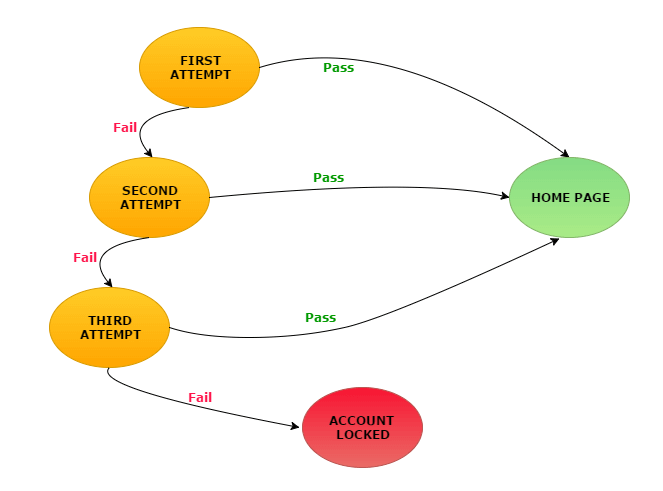 FIRST
ATTEMPT
Pass
Fail
SECOND
ATTEMPT
Pass
HOME PAGE
Fail
THIRD
ATTEMPT
Pass
Fail
ACCOUNT
LOCKED